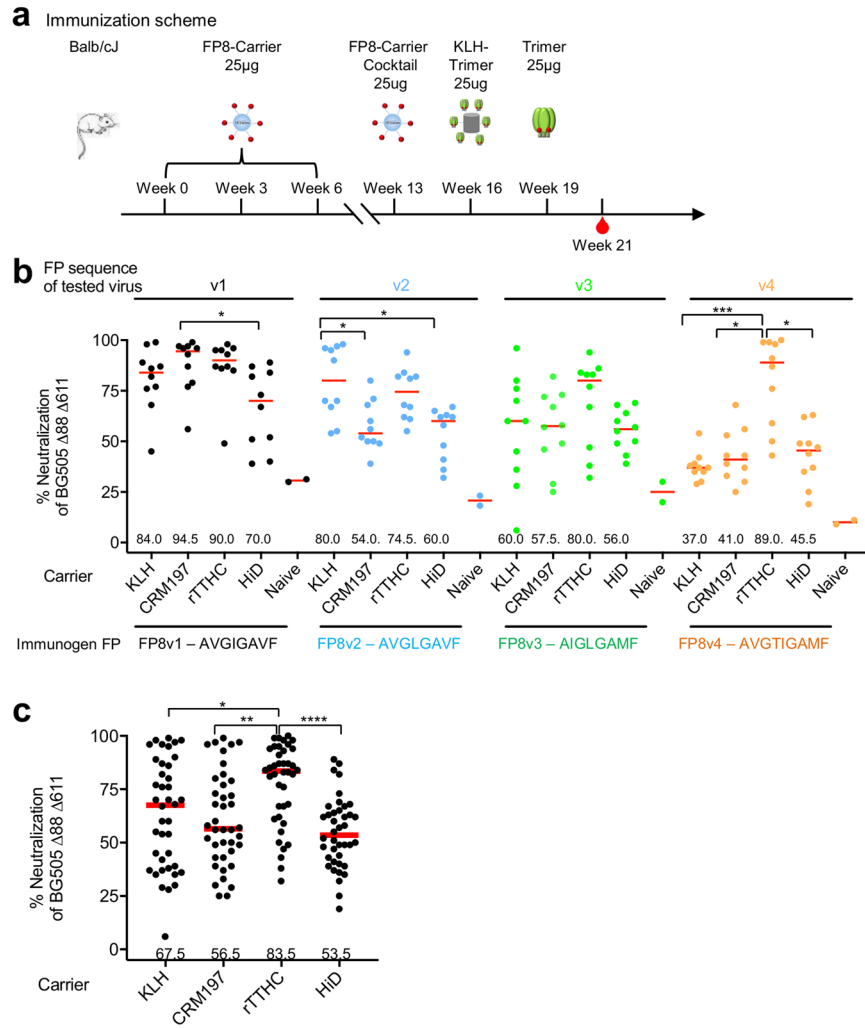 a Immunization scheme
Balb/cJ
FP8-Carrier
25µg
FP8-Carrier
Cocktail
25ug
KLH-
Trimer
25ug
Trimer
25µg
Week 0 Week 3 Week 6 Week 13 Week 16 Week 19
Week 21
b FP sequence
of tested virus
v1 v2 v3 v4
* * * *** * *
% Neutralization
of BG505 Δ88 Δ611
100
75
50
25
0
84.0 94.5 90.0 70.0 80.0 54.0. 74.5. 60.0 60.0 57.5. 80.0. 56.0 37.0 41.0 89.0. 45.5
Carrier
KLH CRM197 rTTHC HiD Naive KLH CRM197 rTTHC HiD Naive KLH CRM197 rTTHC HiD Naive KLH CRM197 rTTHC HiD Naive
Immunogen FP FP8v1 – AVGIGAVF FP8v2 – AVGLGAVF FP8v3 – AIGLGAMF FP8v4 – AVGTIGAMF
c
*
** ****
% Neutralization
of BG505 Δ88 Δ611
100
75
50
25
0
67.5 56.5 83.5 53.5
Carrier
KLH CRM197 rTTHC HiD